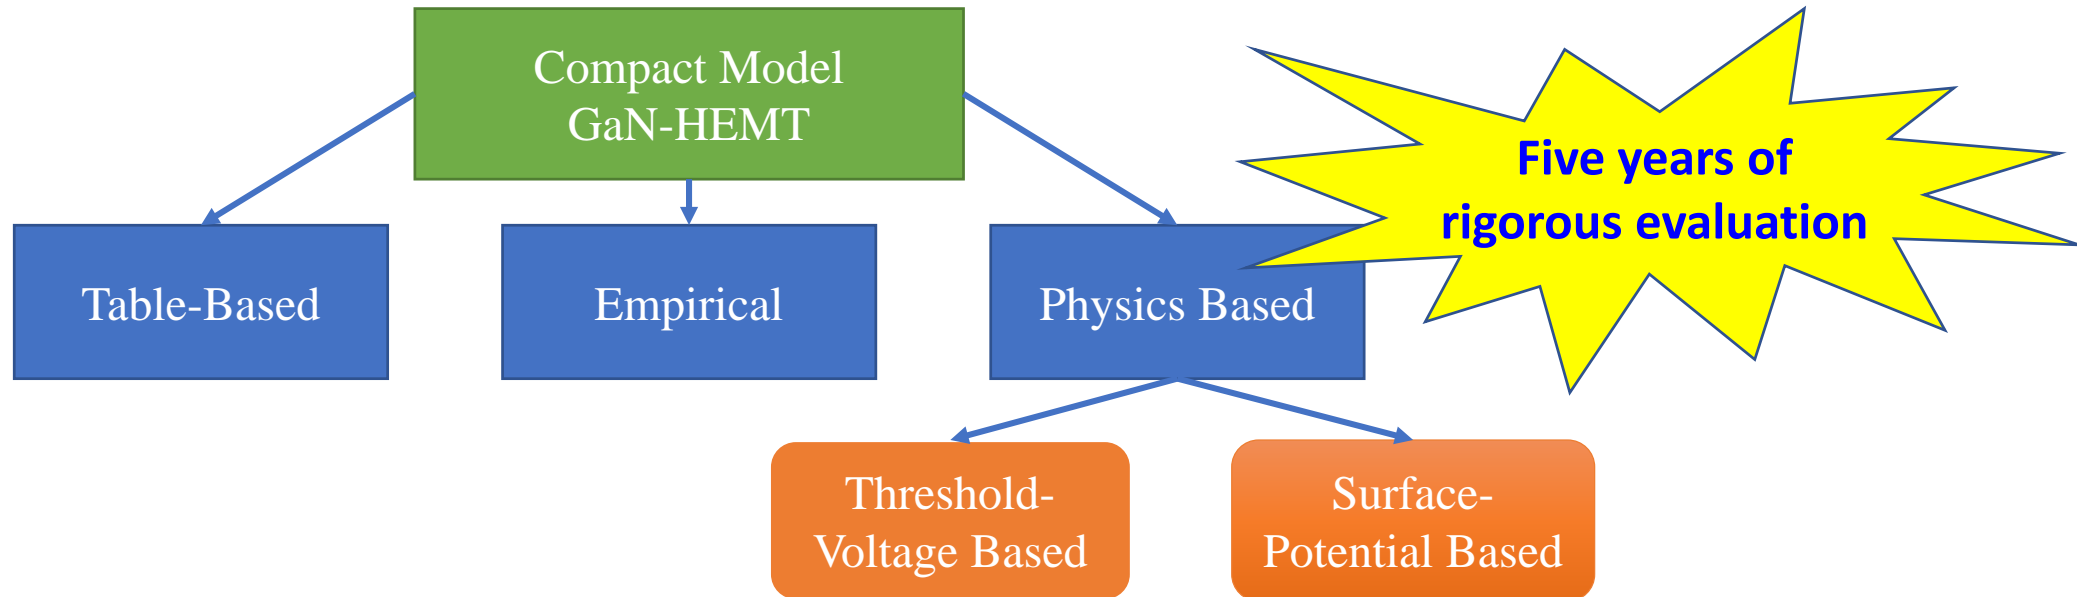 Compact Model
GaN-HEMT
Five years of
rigorous evaluation
Table-Based
Empirical
Physics Based
Threshold-
Voltage Based
Surface-
Potential Based